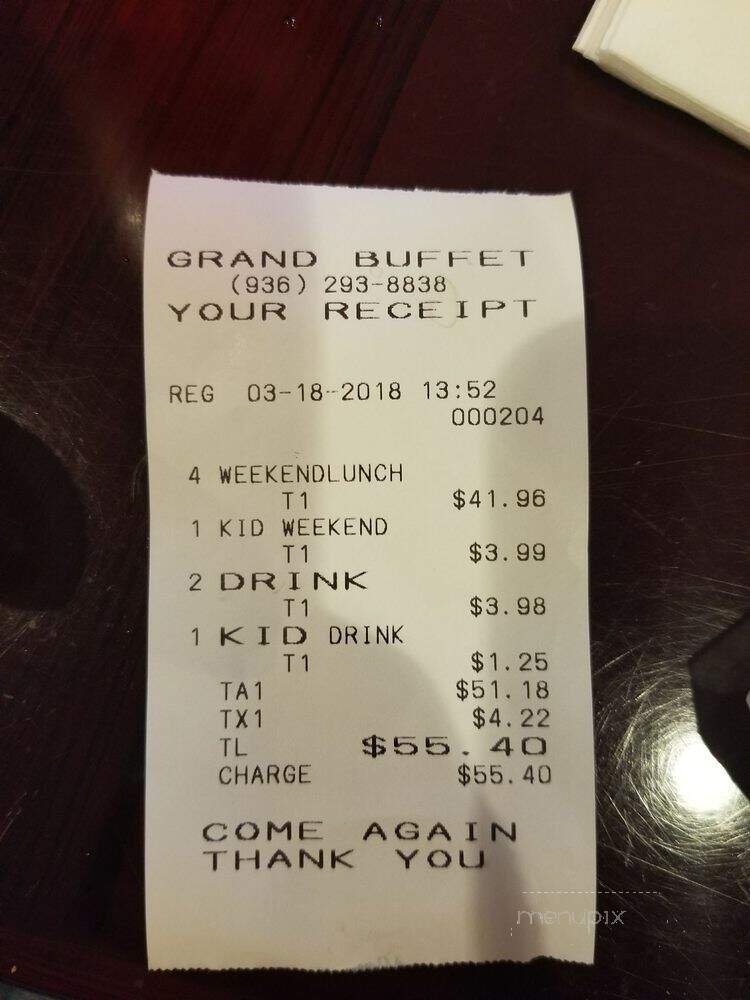 GRAND BUFFET
(936) 293-8838
YOUR RECEIPT
REG 03-18-2018 13:52
000204
4 WEEKENDLUNCH
T1 $41.96
1 KID WEEKEND
T1 $3.99
2 DRINK
T1 $3.98
1 KID DRINK
T1 $1.25
TA1 $51.18
TX1 $4.22
TL $55.40
CHARGE $55.40
COME AGAIN
THANK YOU
menupix